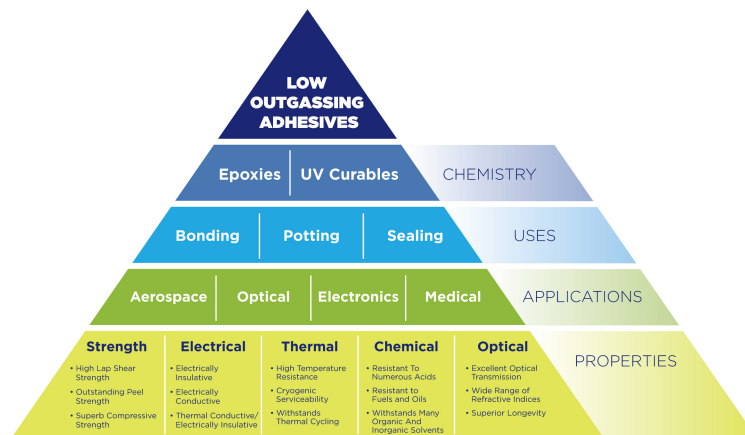 LOW
OUTGASSING
ADHESIVES
Epoxies UV Curables CHEMISTRY
Bonding Potting Sealing USES
Aerospace Optical Electronics Medical APPLICATIONS
PROPERTIES
Strength
• High Lap Shear
Strength
• Outstanding Peel
Strength
• Superb Compressive
Strength
Electrical
• Electrically
Insulative
• Electrically
Conductive
• Thermal Conductive/
Electrically Insulative
Thermal
• High Temperature
Resistance
• Cryogenic
Serviceability
• Withstands
Thermal Cycling
Chemical
• Resistant To
Numerous Acids
• Resistant to
Fuels and Oils
• Withstands Many
Organic And
Inorganic Solvents
Optical
• Excellent Optical
Transmission
• Wide Range of
Refractive Indices
• Superior Longevity